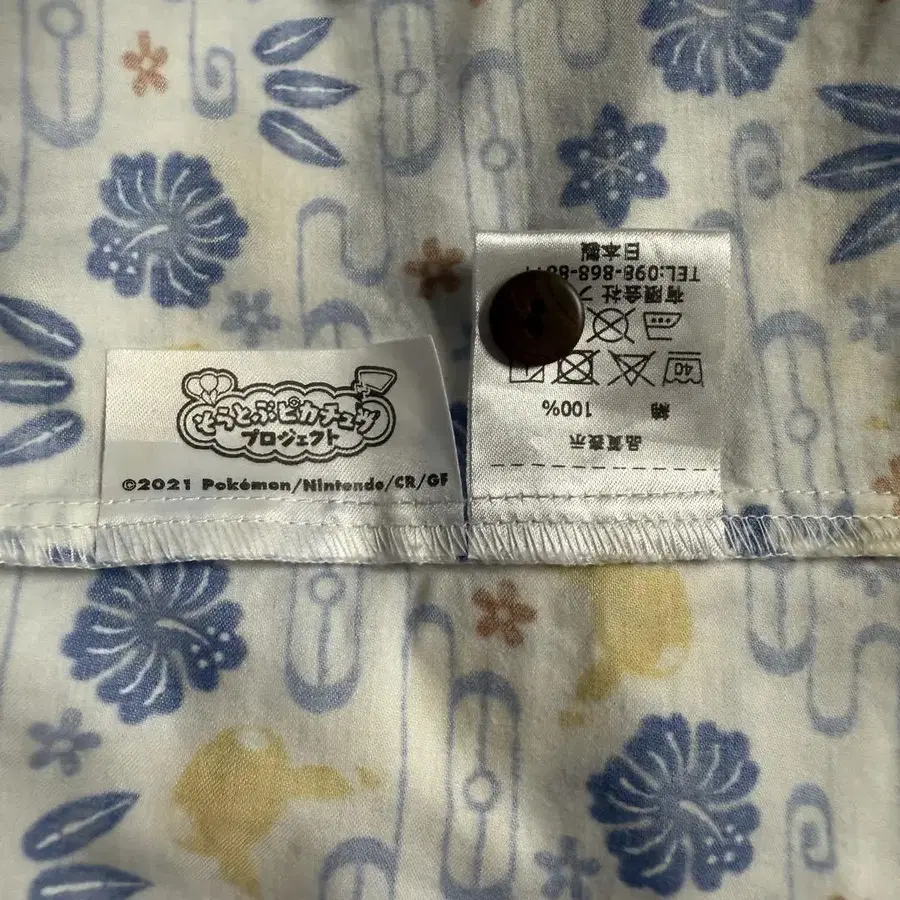 そらとぶピカチュウ
プロジェクト
©2021 Pokémon/Nintendo/CR/GF
品質表示
綿 100%
40
有限会社
TEL:098-868-
日本製